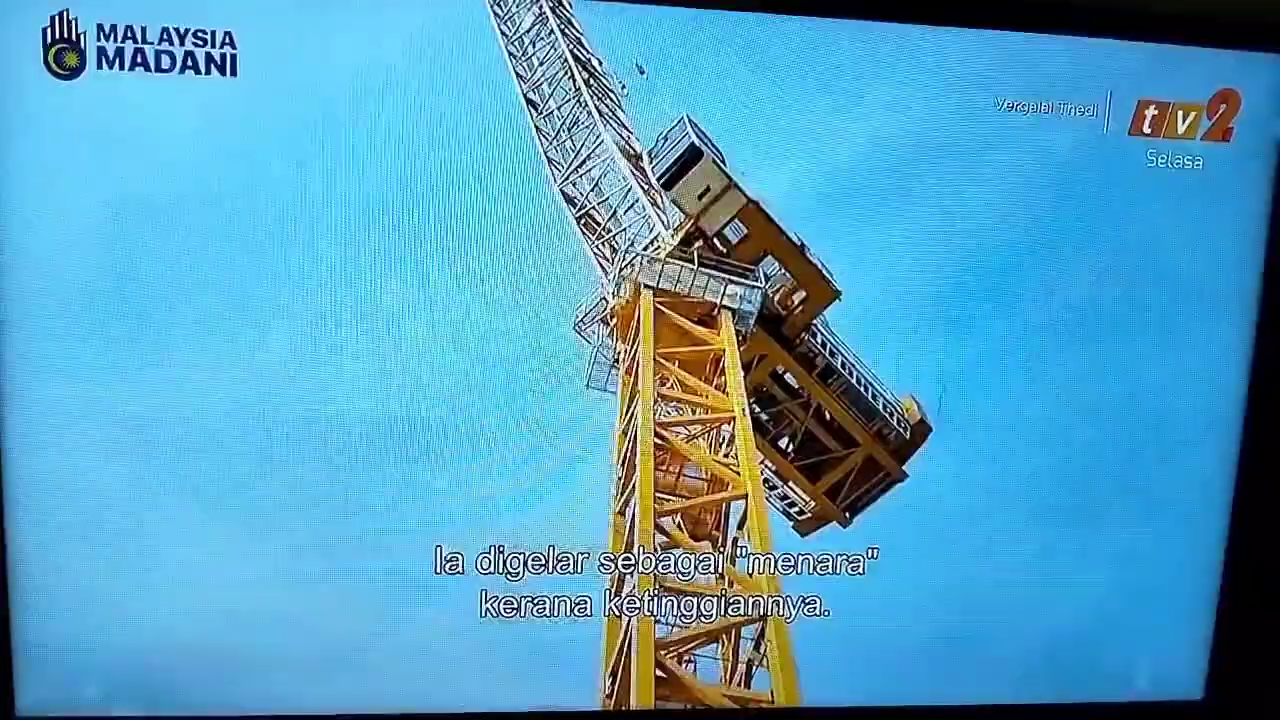 MALAYSIA
MADANI
Vergalai Thedi
tv2
Selasa
Ia digelar sebagai "menara"
kerana ketinggiannya.